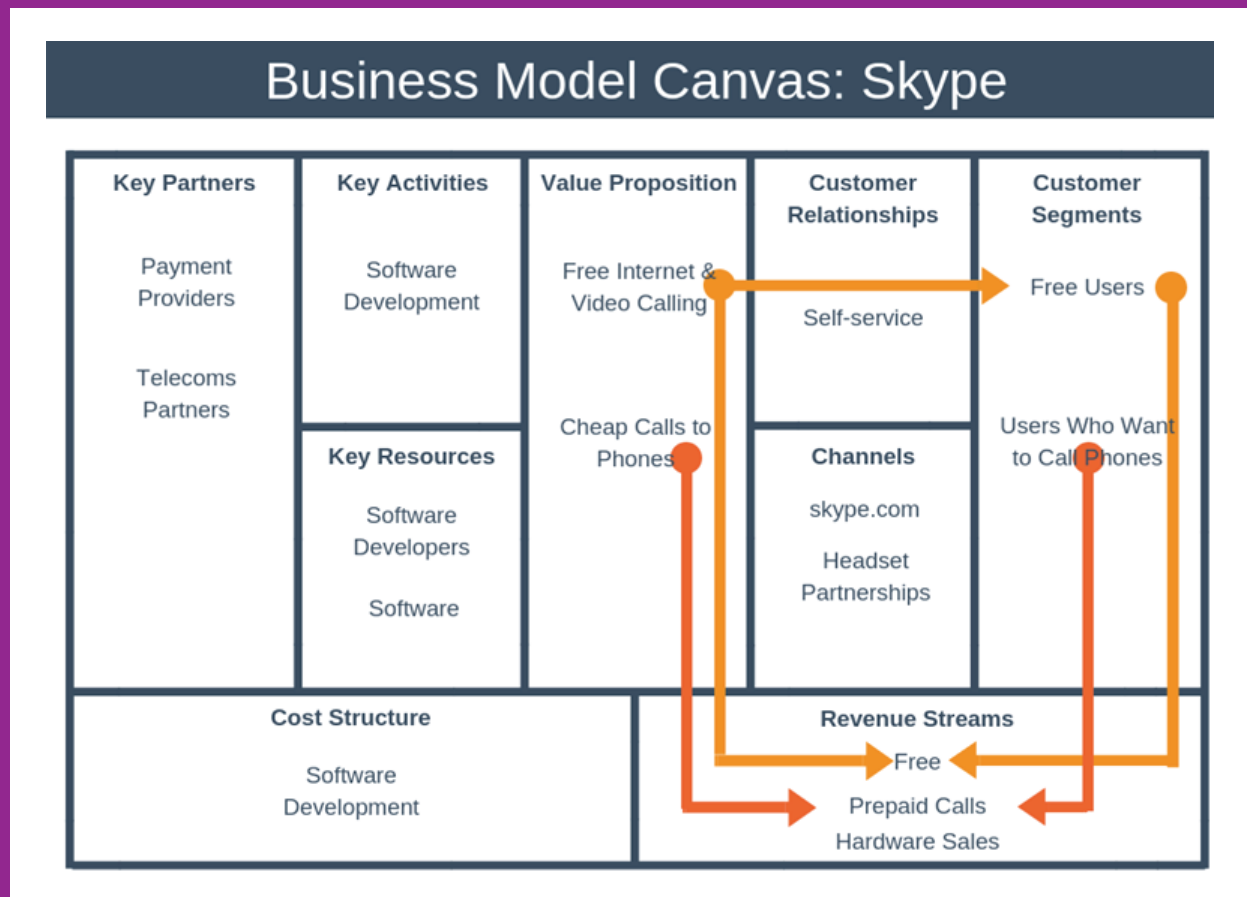 Business Model Canvas: Skype
Key Partners
Payment
Providers
Telecoms
Partners
Key Activities
Software
Development
Key Resources
Software
Developers
Software
Value Proposition
Free Internet &
Video Calling
Cheap Calls to
Phones
Customer
Relationships
Self-service
Channels
skype.com
Headset
Partnerships
Customer
Segments
Free Users
Users Who Want
to Call Phones
Cost Structure
Software
Development
Revenue Streams
Free
Prepaid Calls
Hardware Sales